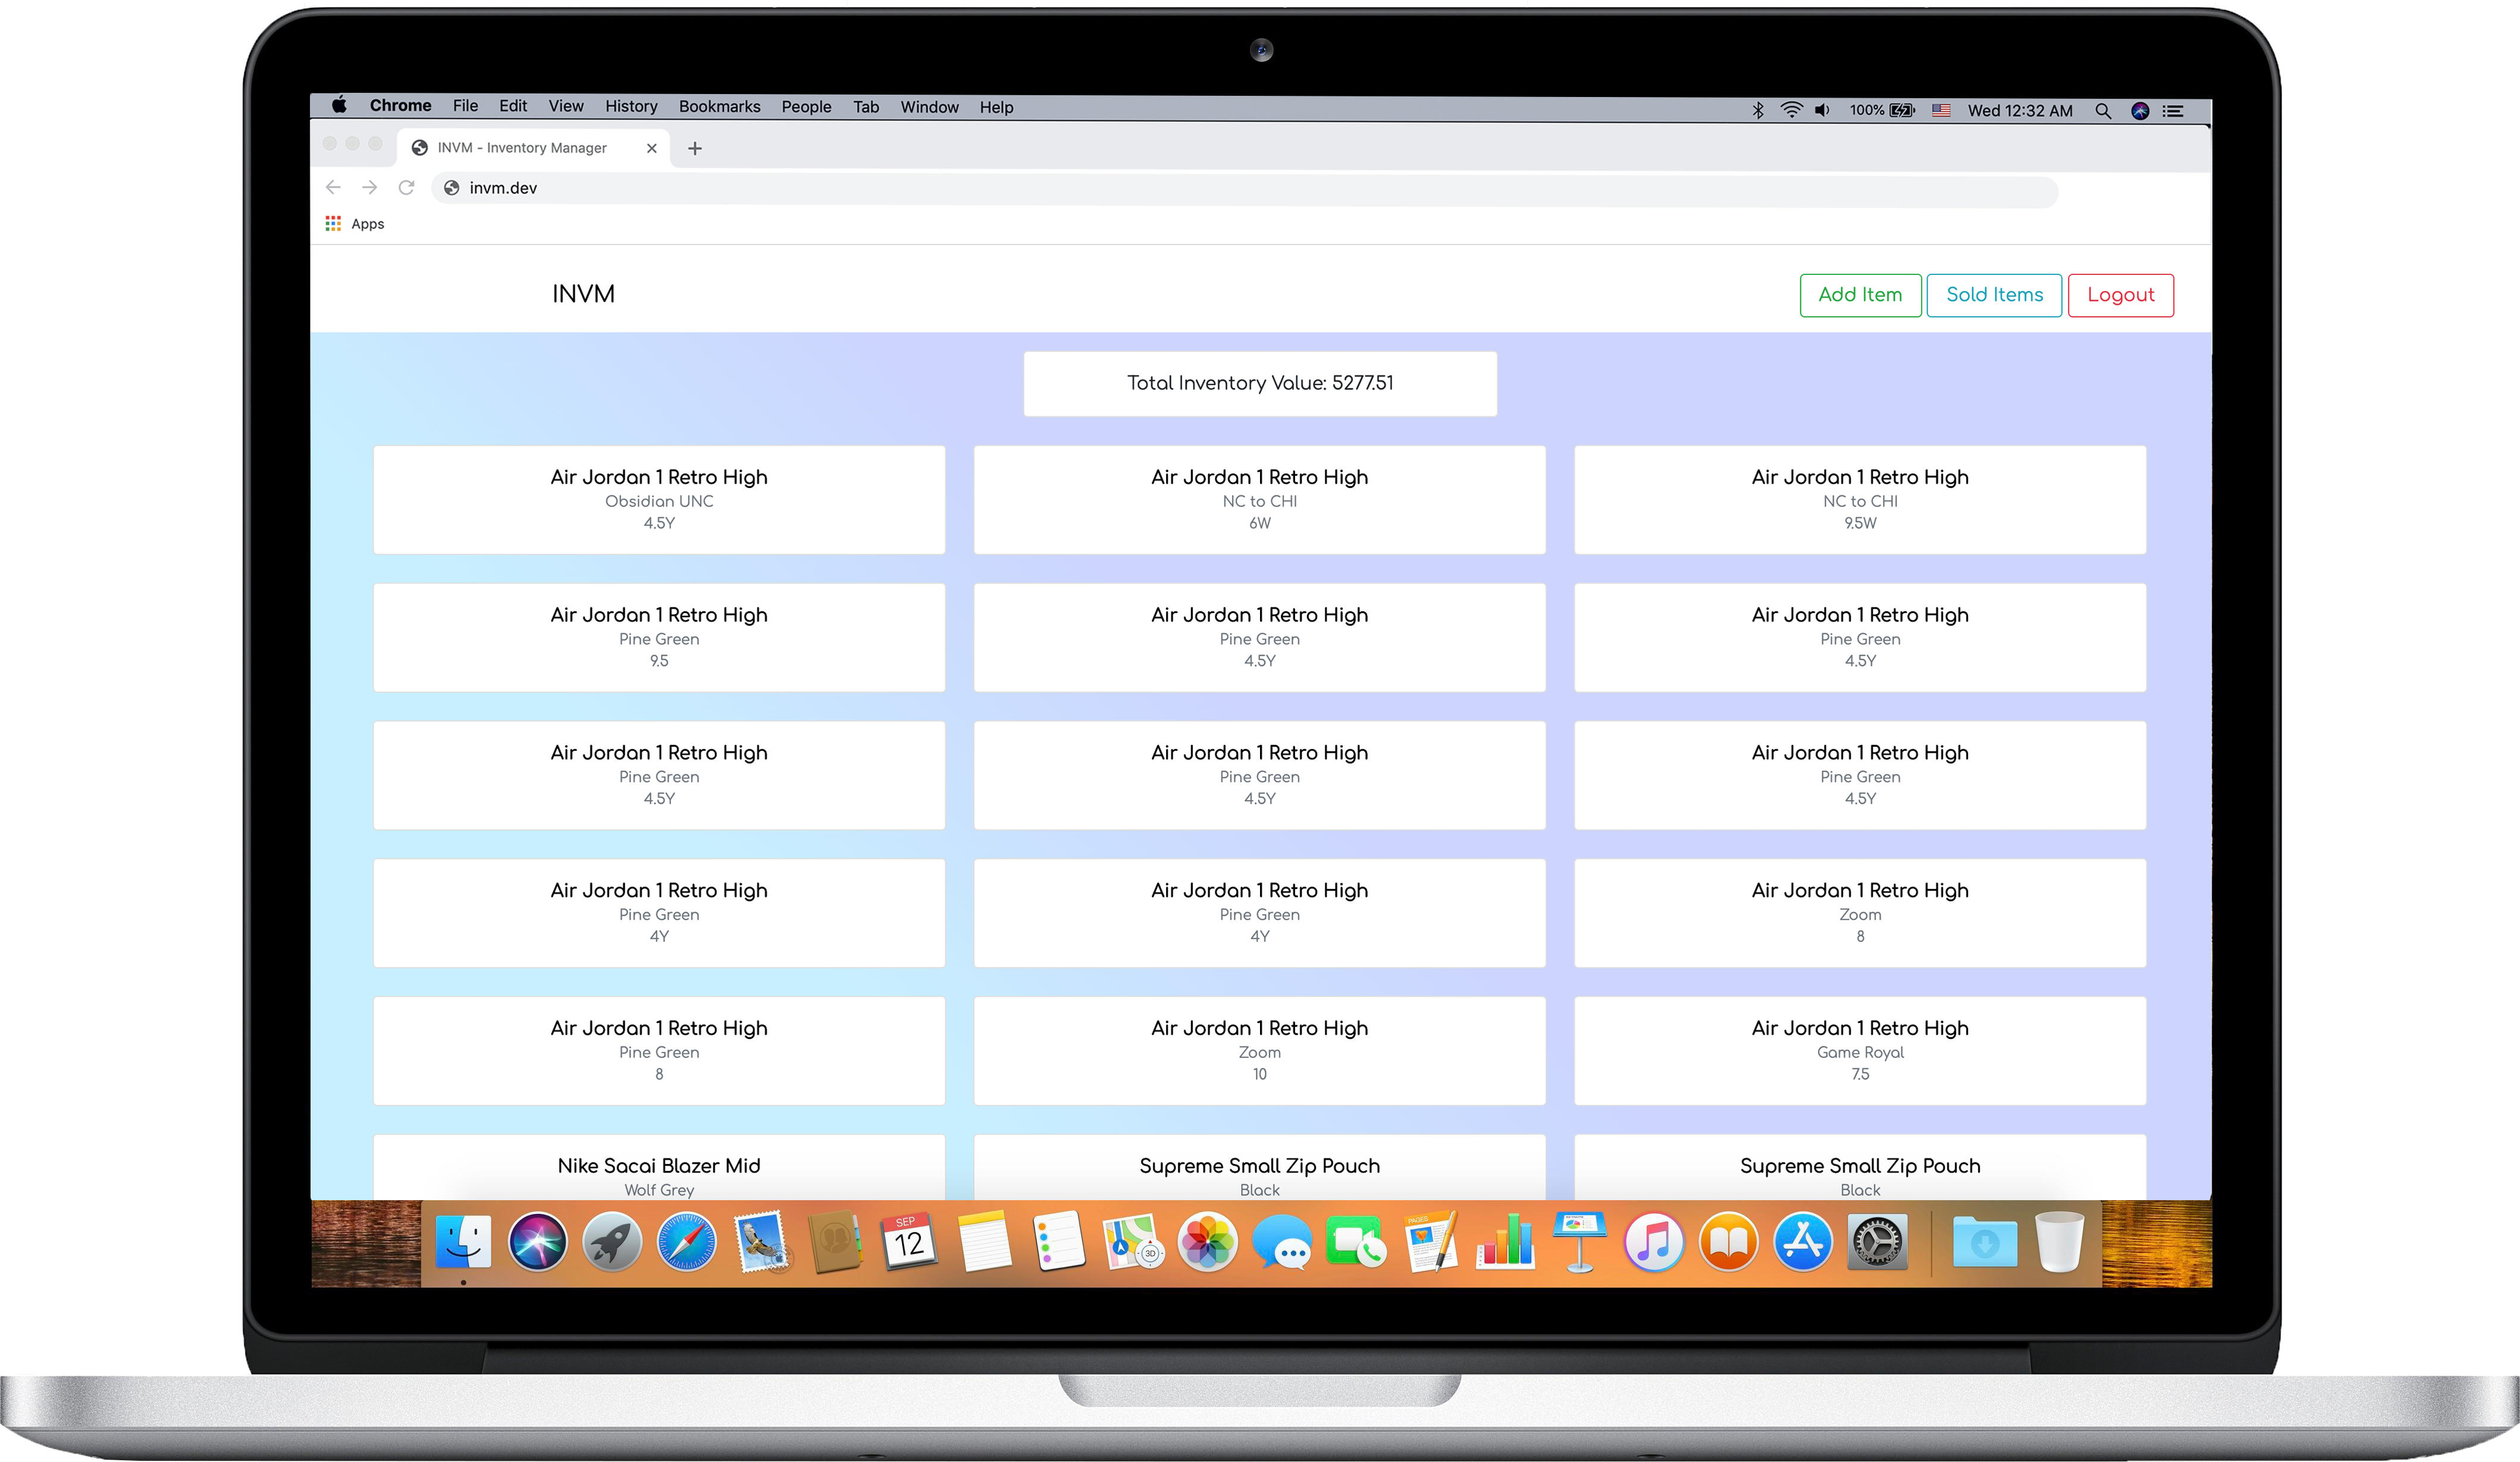 Chrome File Edit View History Bookmarks People Tab Window Help 100% Wed 12:32 AM
INVM - Inventory Manager
invm.dev
Apps
INVM Add Item Sold Items Logout
Total Inventory Value: 5277.51
Air Jordan 1 Retro High
Obsidian UNC
4.5Y
Air Jordan 1 Retro High
NC to CHI
6W
Air Jordan 1 Retro High
NC to CHI
9.5W
Air Jordan 1 Retro High
Pine Green
9.5
Air Jordan 1 Retro High
Pine Green
4.5Y
Air Jordan 1 Retro High
Pine Green
4.5Y
Air Jordan 1 Retro High
Pine Green
4.5Y
Air Jordan 1 Retro High
Pine Green
4.5Y
Air Jordan 1 Retro High
Pine Green
4.5Y
Air Jordan 1 Retro High
Pine Green
4Y
Air Jordan 1 Retro High
Pine Green
4Y
Air Jordan 1 Retro High
Zoom
8
Air Jordan 1 Retro High
Pine Green
8
Air Jordan 1 Retro High
Zoom
10
Air Jordan 1 Retro High
Game Royal
7.5
Nike Sacai Blazer Mid
Wolf Grey
Supreme Small Zip Pouch
Black
Supreme Small Zip Pouch
Black
SEP
12
3D
PAGES